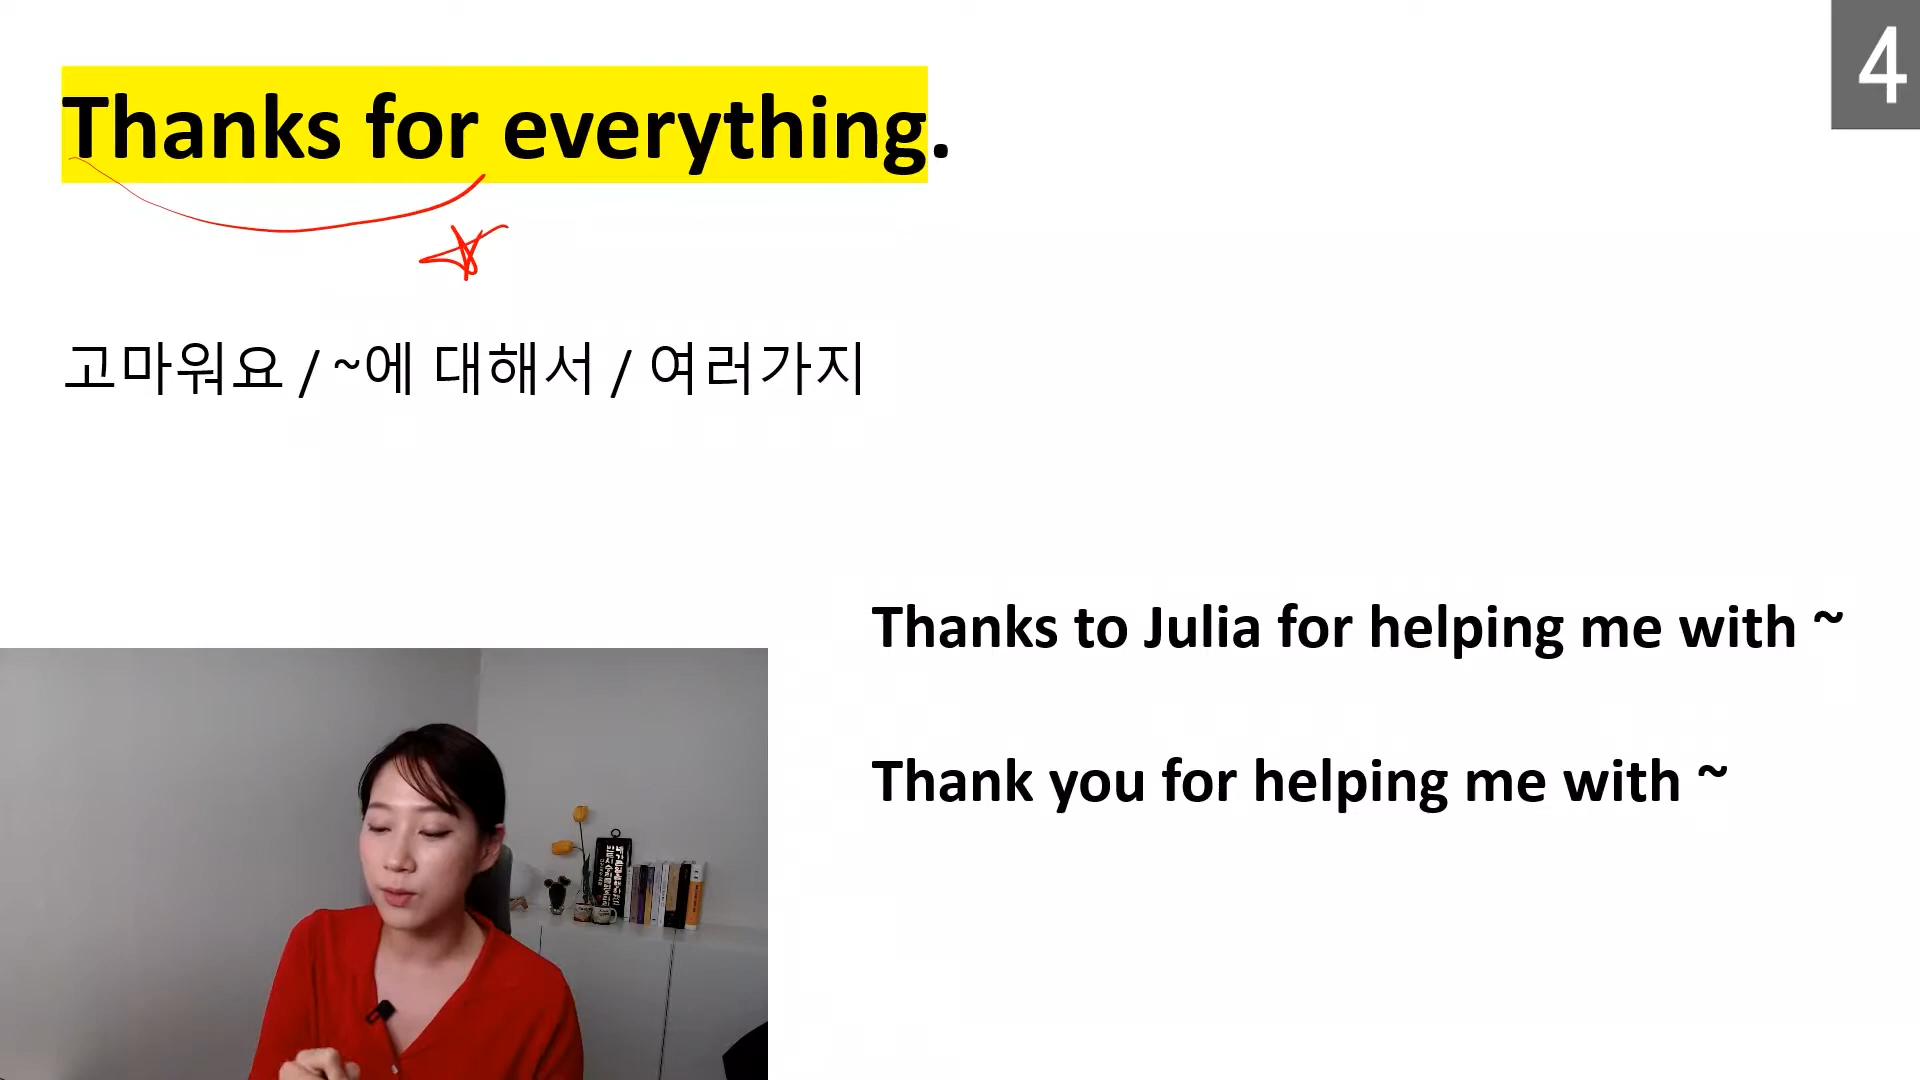 4
Thanks for everything.
고마워요 / ~에 대해서 / 여러가지
Thanks to Julia for helping me with ~
Thank you for helping me with ~